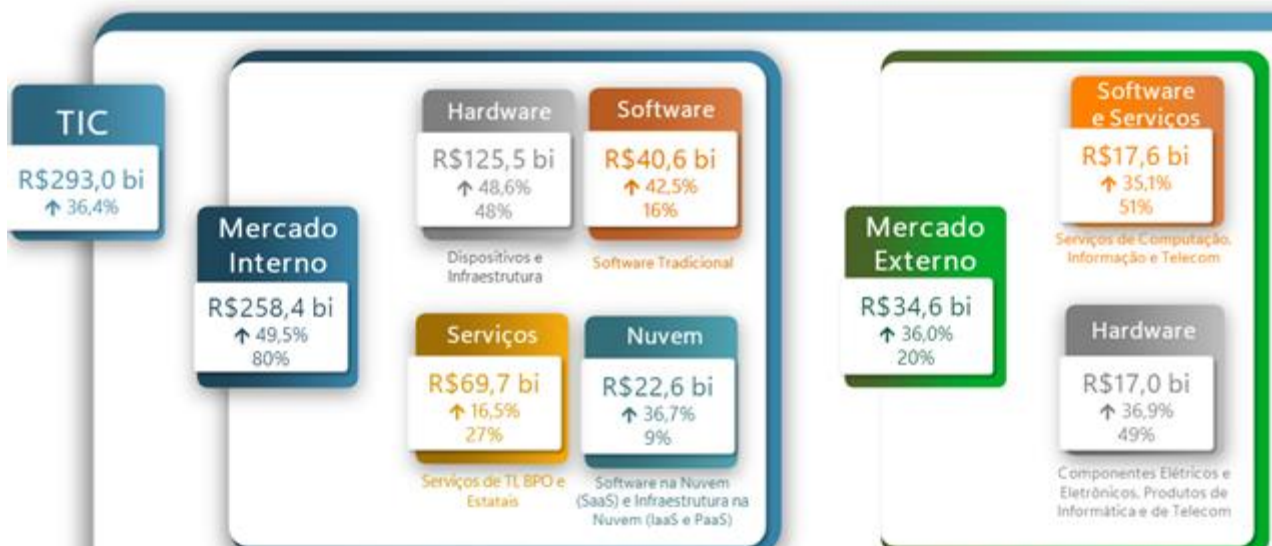 TIC
R$293,0 bi
↑ 36,4%
Mercado
Interno
R$258,4 bi
↑ 49,5%
80%
Hardware
R$125,5 bi
↑ 48,6%
48%
Dispositivos e
Infraestrutura
Software
R$40,6 bi
↑ 42,5%
16%
Software Tradicional
Serviços
R$69,7 bi
↑ 16,5%
27%
Serviços de TI, BPO e
Estatais
Nuvem
R$22,6 bi
↑ 36,7%
9%
Software na Nuvem
(SaaS) e Infraestrutura na
Nuvem (IaaS e PaaS)
Mercado
Externo
R$34,6 bi
↑ 36,0%
20%
Software
e Serviços
R$17,6 bi
↑ 35,1%
51%
Serviços de Computação,
Informação e Telecom
Hardware
R$17,0 bi
↑ 36,9%
49%
Componentes Elétricos e
Eletrônicos, Produtos de
Informática e de Telecom